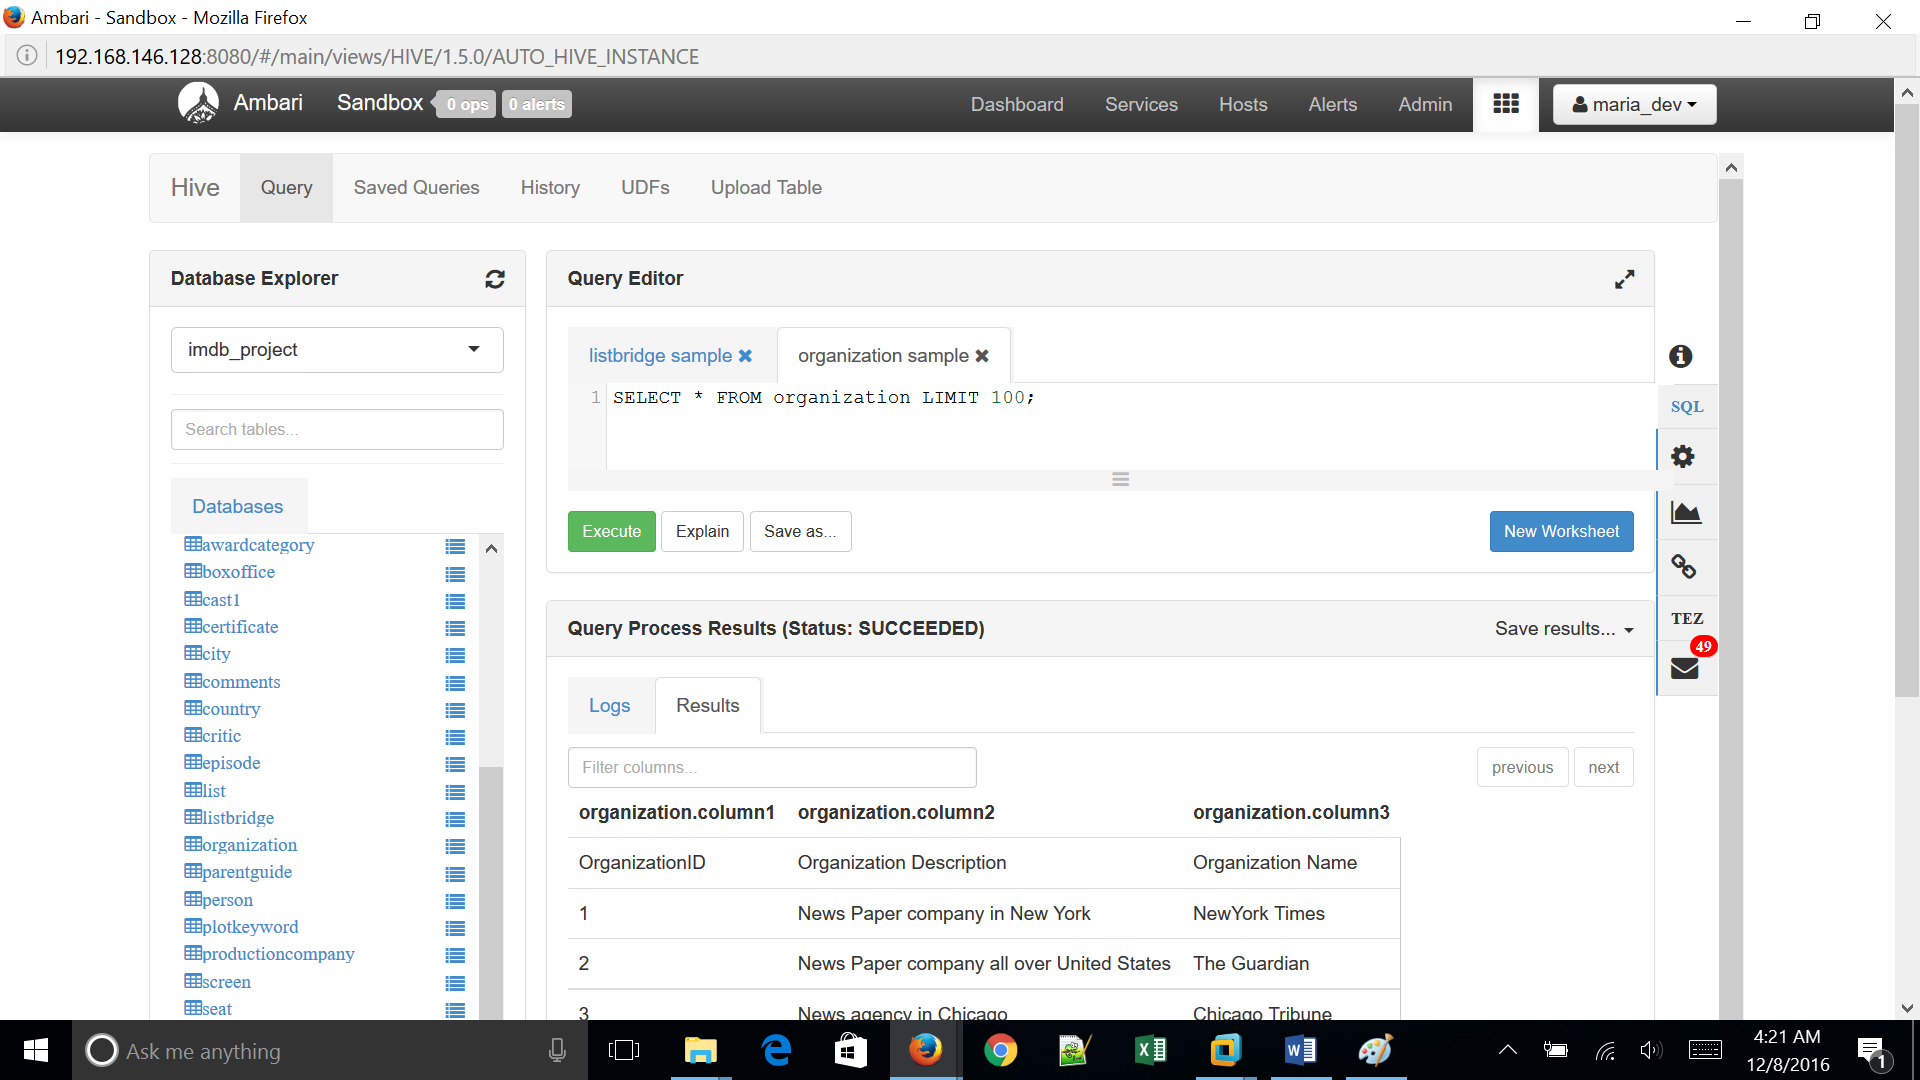 Ambari - Sandbox - Mozilla Firefox
192.168.146.128:8080/#/main/views/HIVE/1.5.0/AUTO_HIVE_INSTANCE
Ambari Sandbox 0 ops 0 alerts Dashboard Services Hosts Alerts Admin maria_dev
Hive Query Saved Queries History UDFs Upload Table
Database Explorer
imdb_project
Search tables...
Databases
awardcategory
boxoffice
cast1
certificate
city
comments
country
critic
episode
list
listbridge
organization
parentguide
person
plotkeyword
productioncompany
screen
seat
Query Editor
listbridge sample organization sample
1 SELECT * FROM organization LIMIT 100;
Execute Explain Save as... New Worksheet
SQL
TEZ
49
Query Process Results (Status: SUCCEEDED) Save results...
Logs Results
Filter columns... previous next
organization.column1 organization.column2 organization.column3
OrganizationID Organization Description Organization Name
1 News Paper company in New York NewYork Times
2 News Paper company all over United States The Guardian
3 News agency in Chicago Chicago Tribune
Ask me anything
4:21 AM
12/8/2016
1